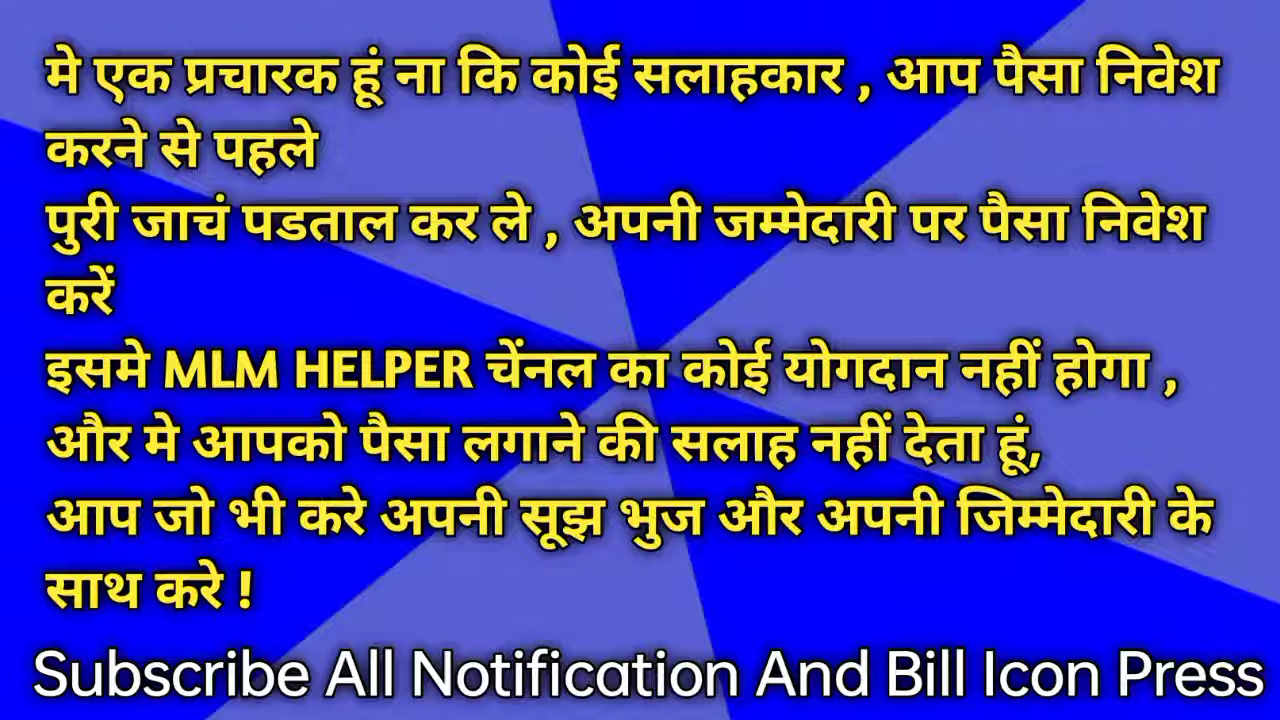 मे एक प्रचारक हूं ना कि कोई सलाहकार , आप पैसा निवेश
करने से पहले
पुरी जाचं पडताल कर ले , अपनी जम्मेदारी पर पैसा निवेश
करें
इसमे MLM HELPER चेंनल का कोई योगदान नहीं होगा ,
और मे आपको पैसा लगाने की सलाह नहीं देता हूं,
आप जो भी करे अपनी सूझ भुज और अपनी जिम्मेदारी के
साथ करे !
Subscribe All Notification And Bill Icon Press